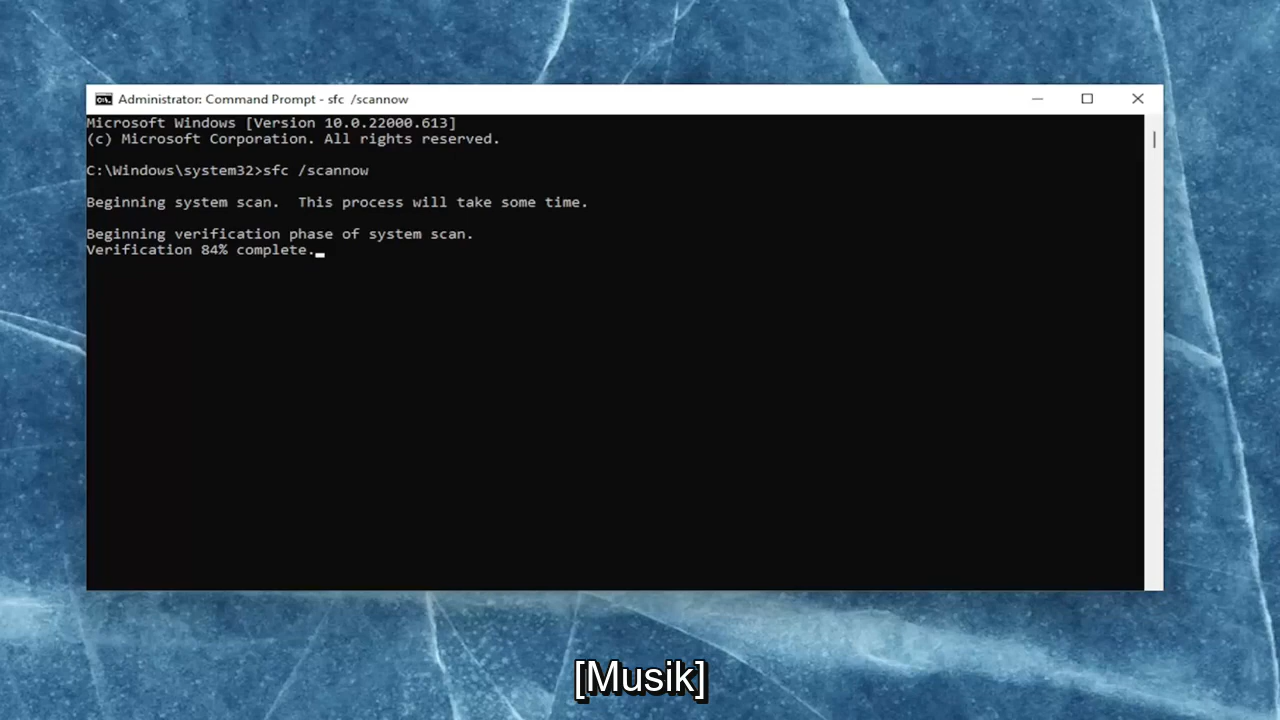 Administrator: Command Prompt - sfc  /scannow
Microsoft Windows [Version 10.0.22000.613]
(c) Microsoft Corporation. All rights reserved.
C:\Windows\system32>sfc /scannow
Beginning system scan.  This process will take some time.
Beginning verification phase of system scan.
Verification 84% complete.
[Musik]